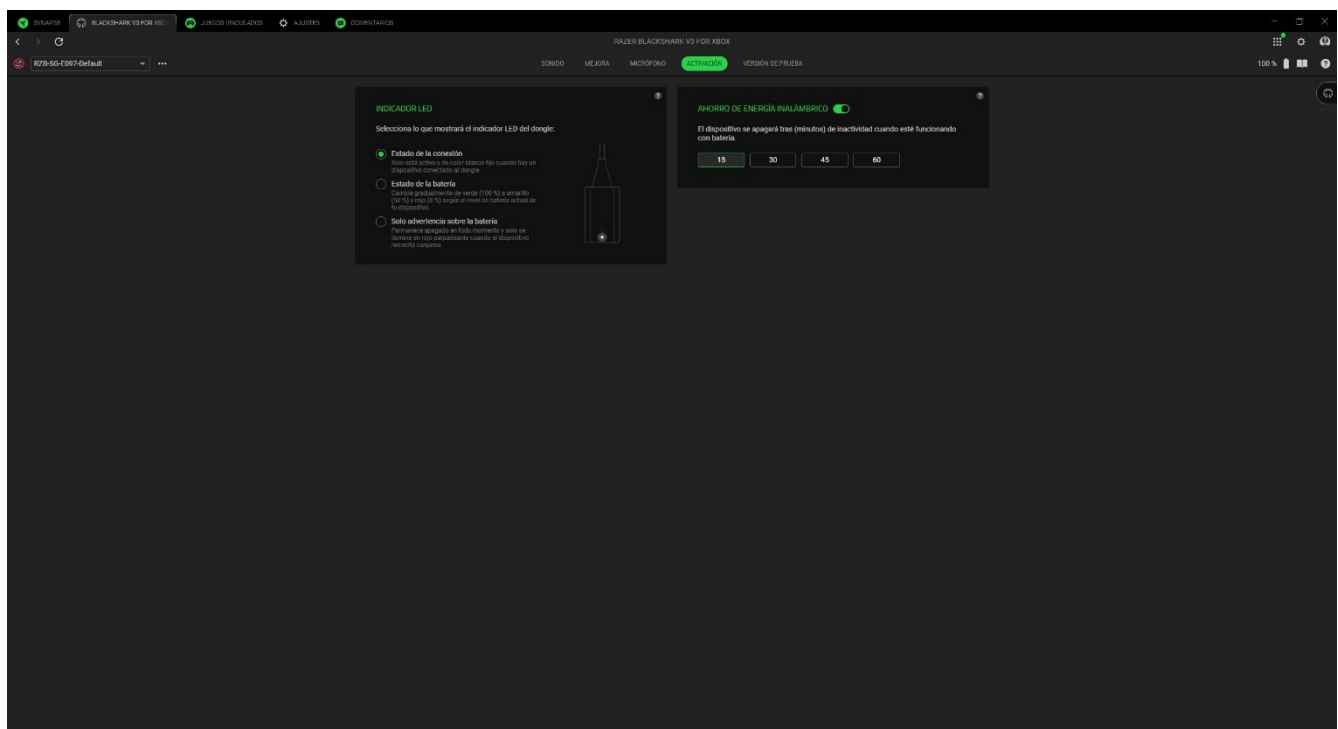 SYNAPSE
BLACKSHARK V3 FOR XBO
JUEGOS VINCULADOS
AJUSTES
COMENTARIOS
RAZER BLACKSHARK V3 FOR XBOX
RZB-SG-E097-Default
SONIDO
MEJORA
MICRÓFONO
ACTIVACIÓN
VERSIÓN DE PRUEBA
100 %
INDICADOR LED
Selecciona lo que mostrará el indicador LED del dongle:
Estado de la conexión
Solo está activo y de color blanco fijo cuando hay un
dispositivo conectado al dongle.
Estado de la batería
Cambia gradualmente de verde (100 %) a amarillo
(50 %) y rojo (8 %) según el nivel de batería actual de
tu dispositivo.
Solo advertencia sobre la batería
Permanece apagado en todo momento y solo se
ilumina en rojo parpadeante cuando el dispositivo
necesita cargarse.
AHORRO DE ENERGÍA INALÁMBRICO
El dispositivo se apagará tras (minutos) de inactividad cuando esté funcionando
con batería.
15
30
45
60